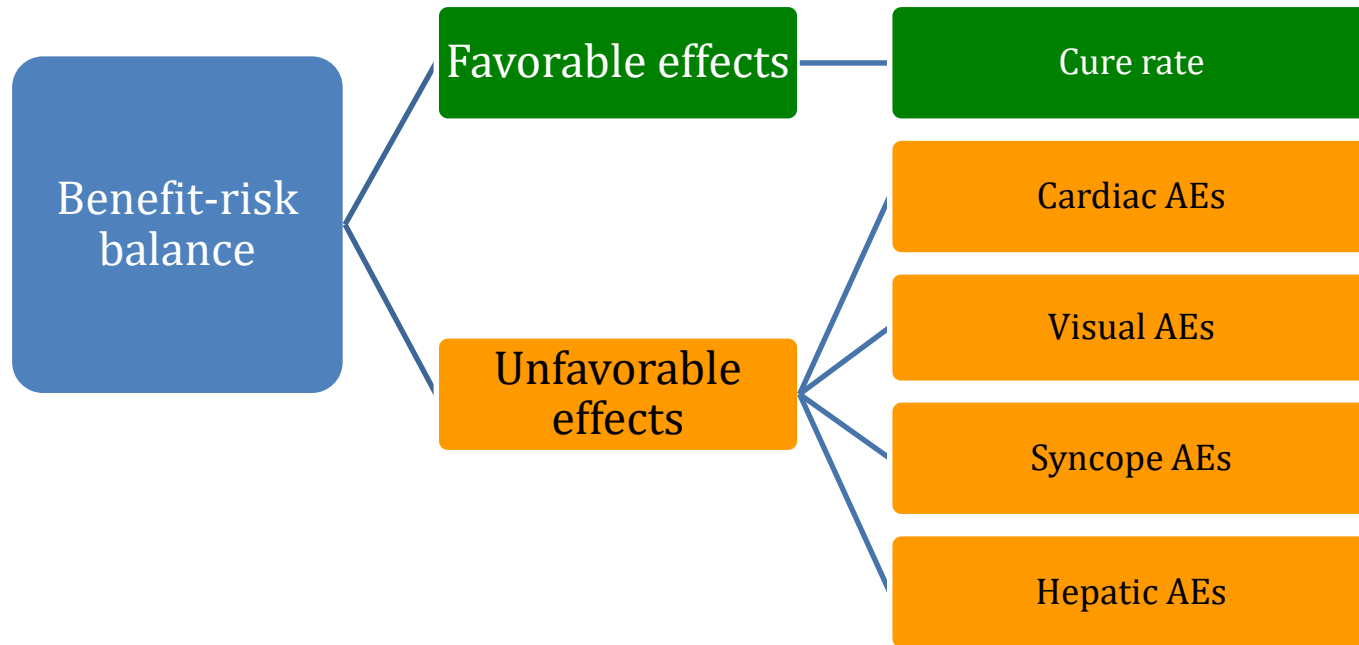 Benefit-risk
balance
Favorable effects
Cure rate
Unfavorable
effects
Cardiac AEs
Visual AEs
Syncope AEs
Hepatic AEs